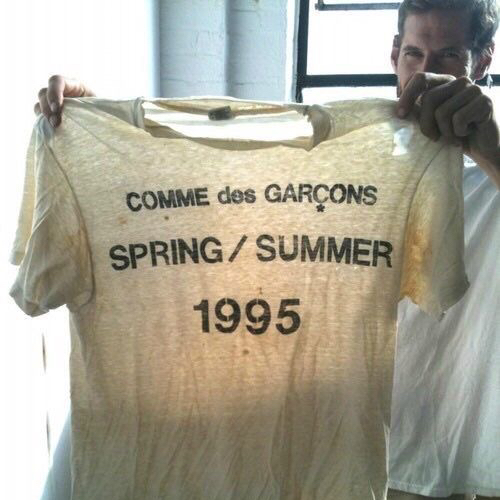 COMME des GARÇONS
SPRING / SUMMER
1995